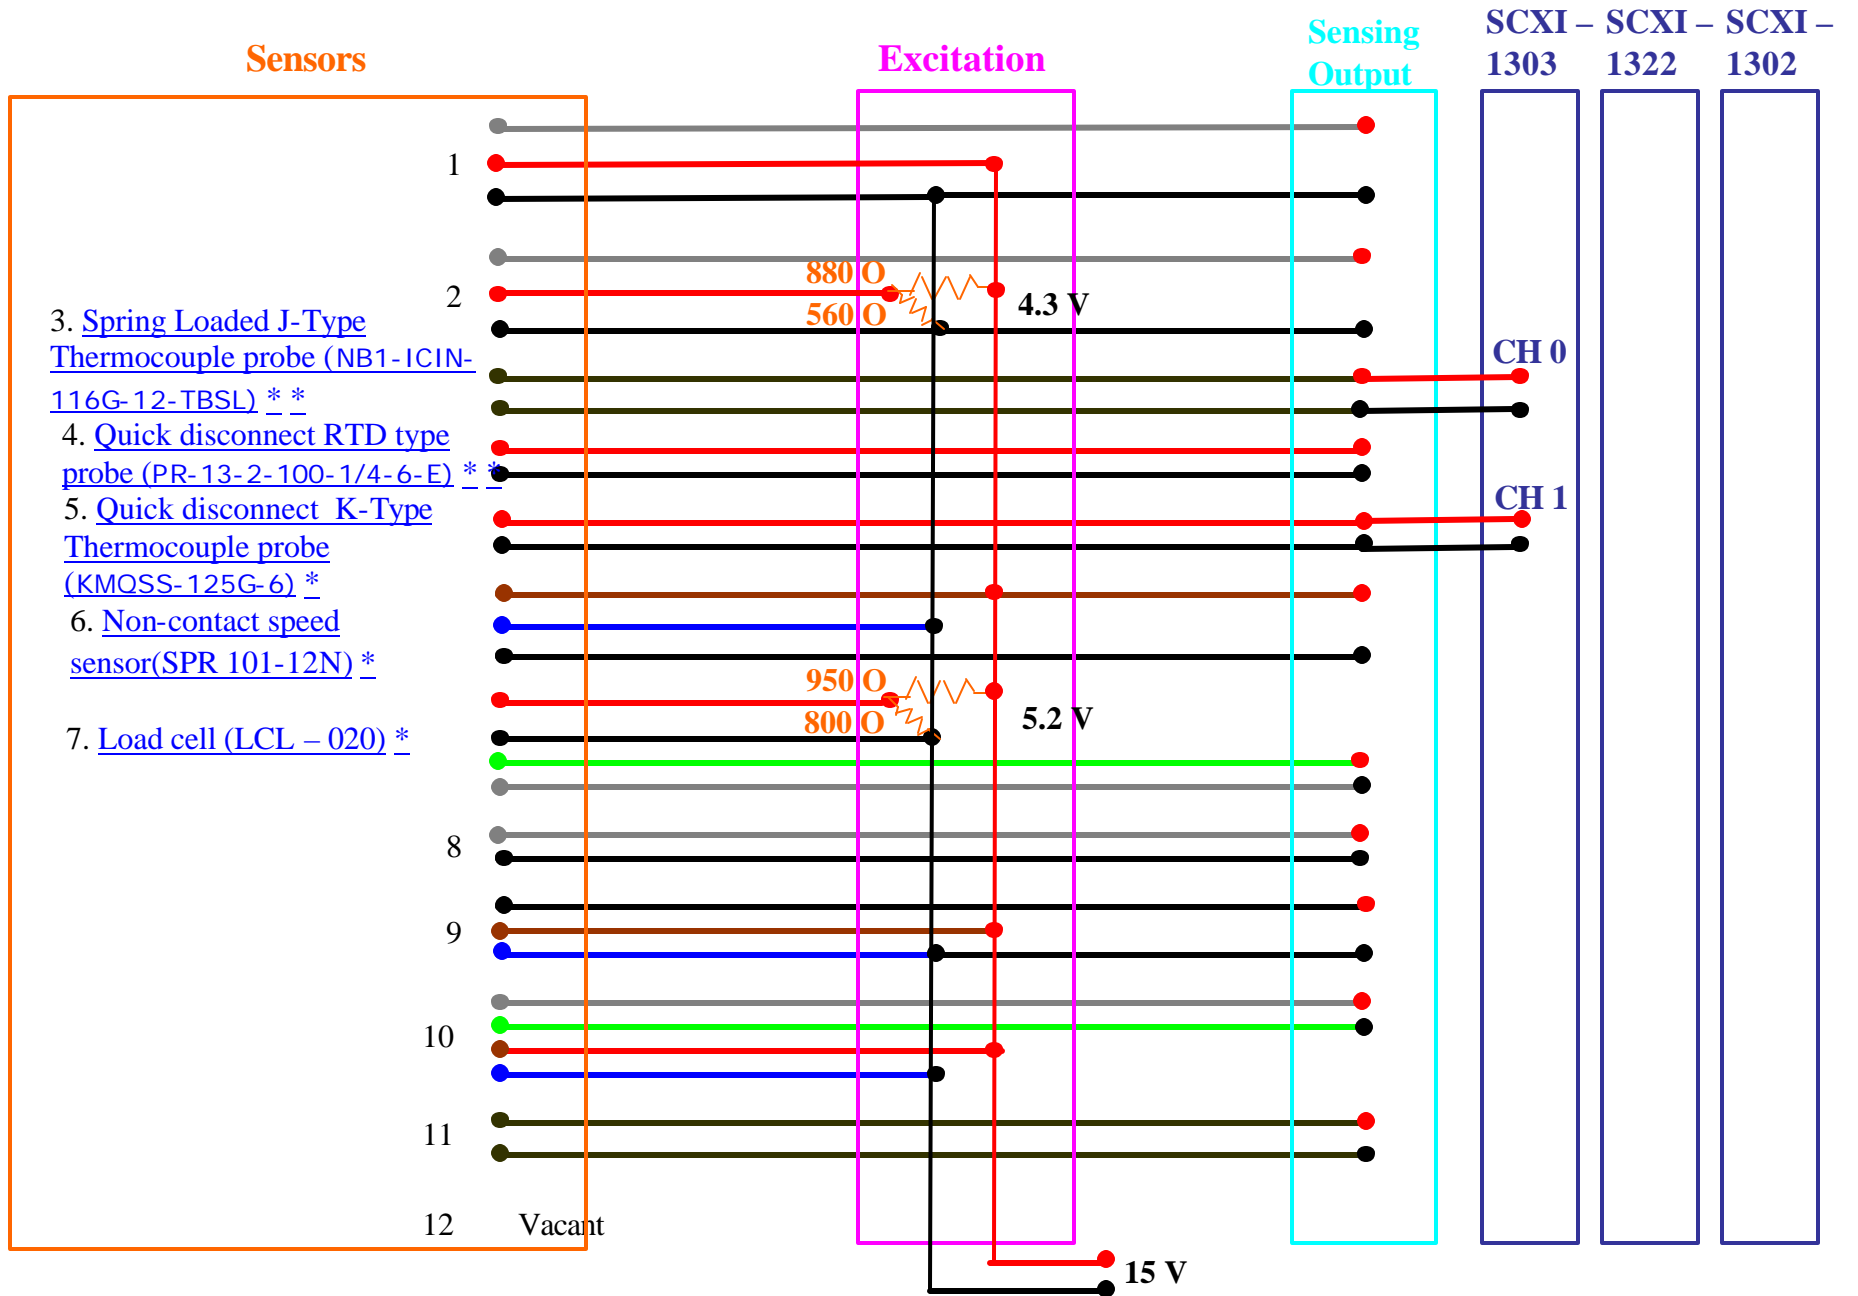 Sensors
Excitation
Sensing
Output
SCXI – SCXI – SCXI –
1303 1322 1302
1
2
880 O
560 O
4.3 V
3. Spring Loaded J-Type
Thermocouple probe (NB1-ICIN-
116G-12-TBSL) * *
CH 0
4. Quick disconnect RTD type
probe (PR-13-2-100-1/4-6-E) * *
5. Quick disconnect K-Type
Thermocouple probe
(KMQSS-125G-6) *
CH 1
6. Non-contact speed
sensor(SPR 101-12N) *
950 O
800 O
5.2 V
7. Load cell (LCL – 020) *
8
9
10
11
12 Vacant
15 V